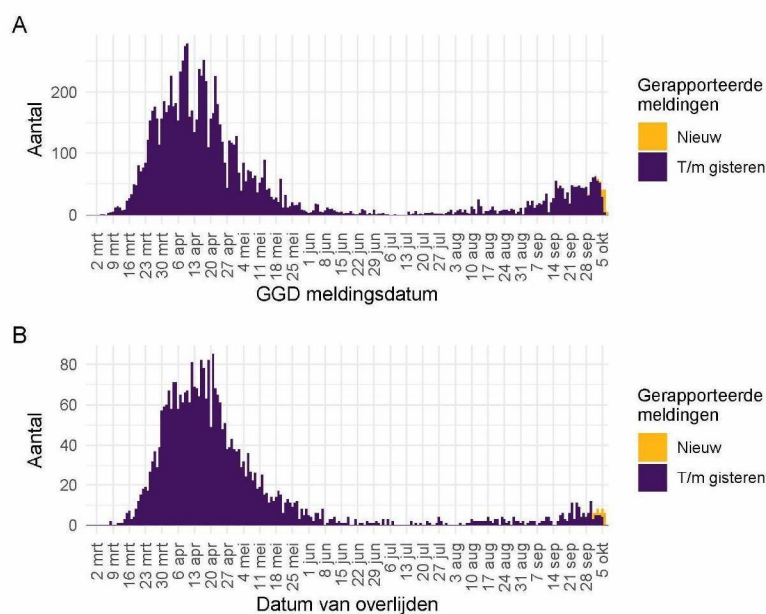 A
Aantal
200
100
0
2 mrt
9 mrt
16 mrt
23 mrt
30 mrt
6 apr
13 apr
20 apr
27 apr
4 mei
11 mei
18 mei
25 mei
1 jun
8 jun
15 jun
22 jun
29 jun
6 jul
13 jul
20 jul
27 jul
3 aug
10 aug
17 aug
24 aug
31 aug
7 sep
14 sep
21 sep
28 sep
5 okt
GGD meldingsdatum
Gerapporteerde
meldingen
Nieuw
T/m gisteren
B
Aantal
80
60
40
20
0
2 mrt
9 mrt
16 mrt
23 mrt
30 mrt
6 apr
13 apr
20 apr
27 apr
4 mei
11 mei
18 mei
25 mei
1 jun
8 jun
15 jun
22 jun
29 jun
6 jul
13 jul
20 jul
27 jul
3 aug
10 aug
17 aug
24 aug
31 aug
7 sep
14 sep
21 sep
28 sep
5 okt
Datum van overlijden
Gerapporteerde
meldingen
Nieuw
T/m gisteren